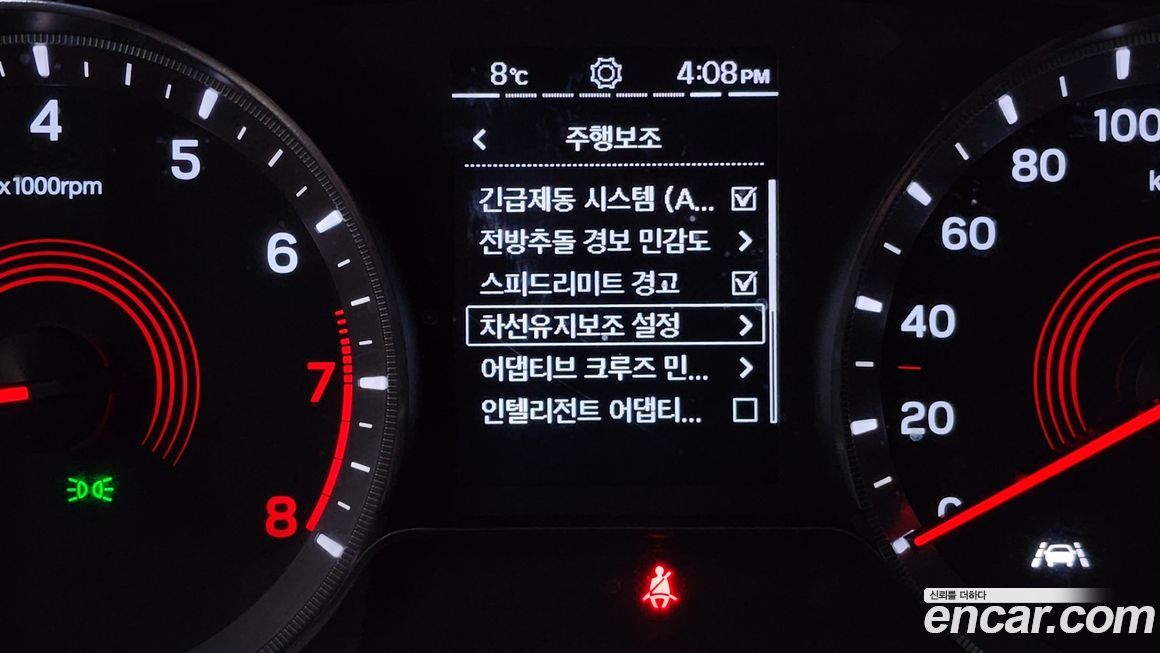 8℃ 4:08PM
주행보조
긴급제동 시스템 (A...
전방추돌 경보 민감도
스피드리미트 경고
차선유지보조 설정
어댑티브 크루즈 민...
인텔리전트 어댑티...
4
5
x1000rpm
6
7
8
100
80
k
60
40
20
0
신뢰를 더하다
encar.com